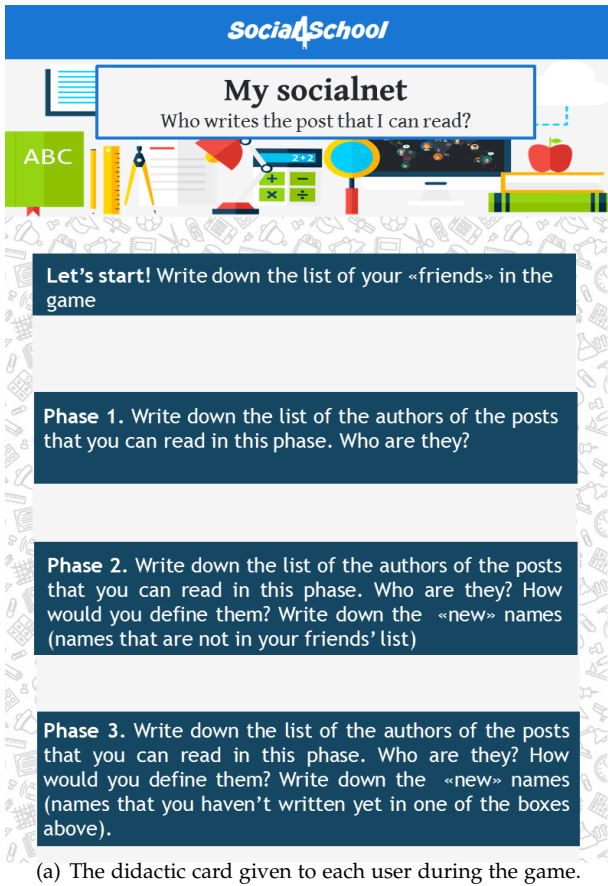 Social4School
My socialnet
Who writes the post that I can read?
ABC
2+2
+ −
× ÷
Let's start! Write down the list of your «friends» in the
game
Phase 1. Write down the list of the authors of the posts
that you can read in this phase. Who are they?
Phase 2. Write down the list of the authors of the posts
that you can read in this phase. Who are they? How
would you define them? Write down the «new» names
(names that are not in your friends' list)
Phase 3. Write down the list of the authors of the posts
that you can read in this phase. Who are they? How
would you define them? Write down the «new» names
(names that you haven't written yet in one of the boxes
above).
(a) The didactic card given to each user during the game.